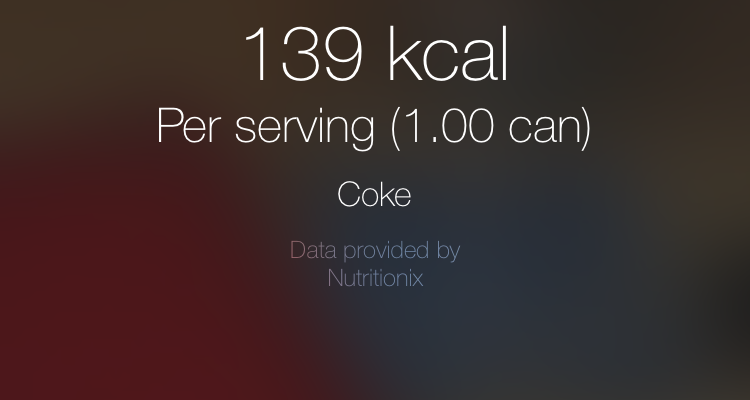 139 kcal
Per serving (1.00 can)
Coke
Data provided by
Nutritionix